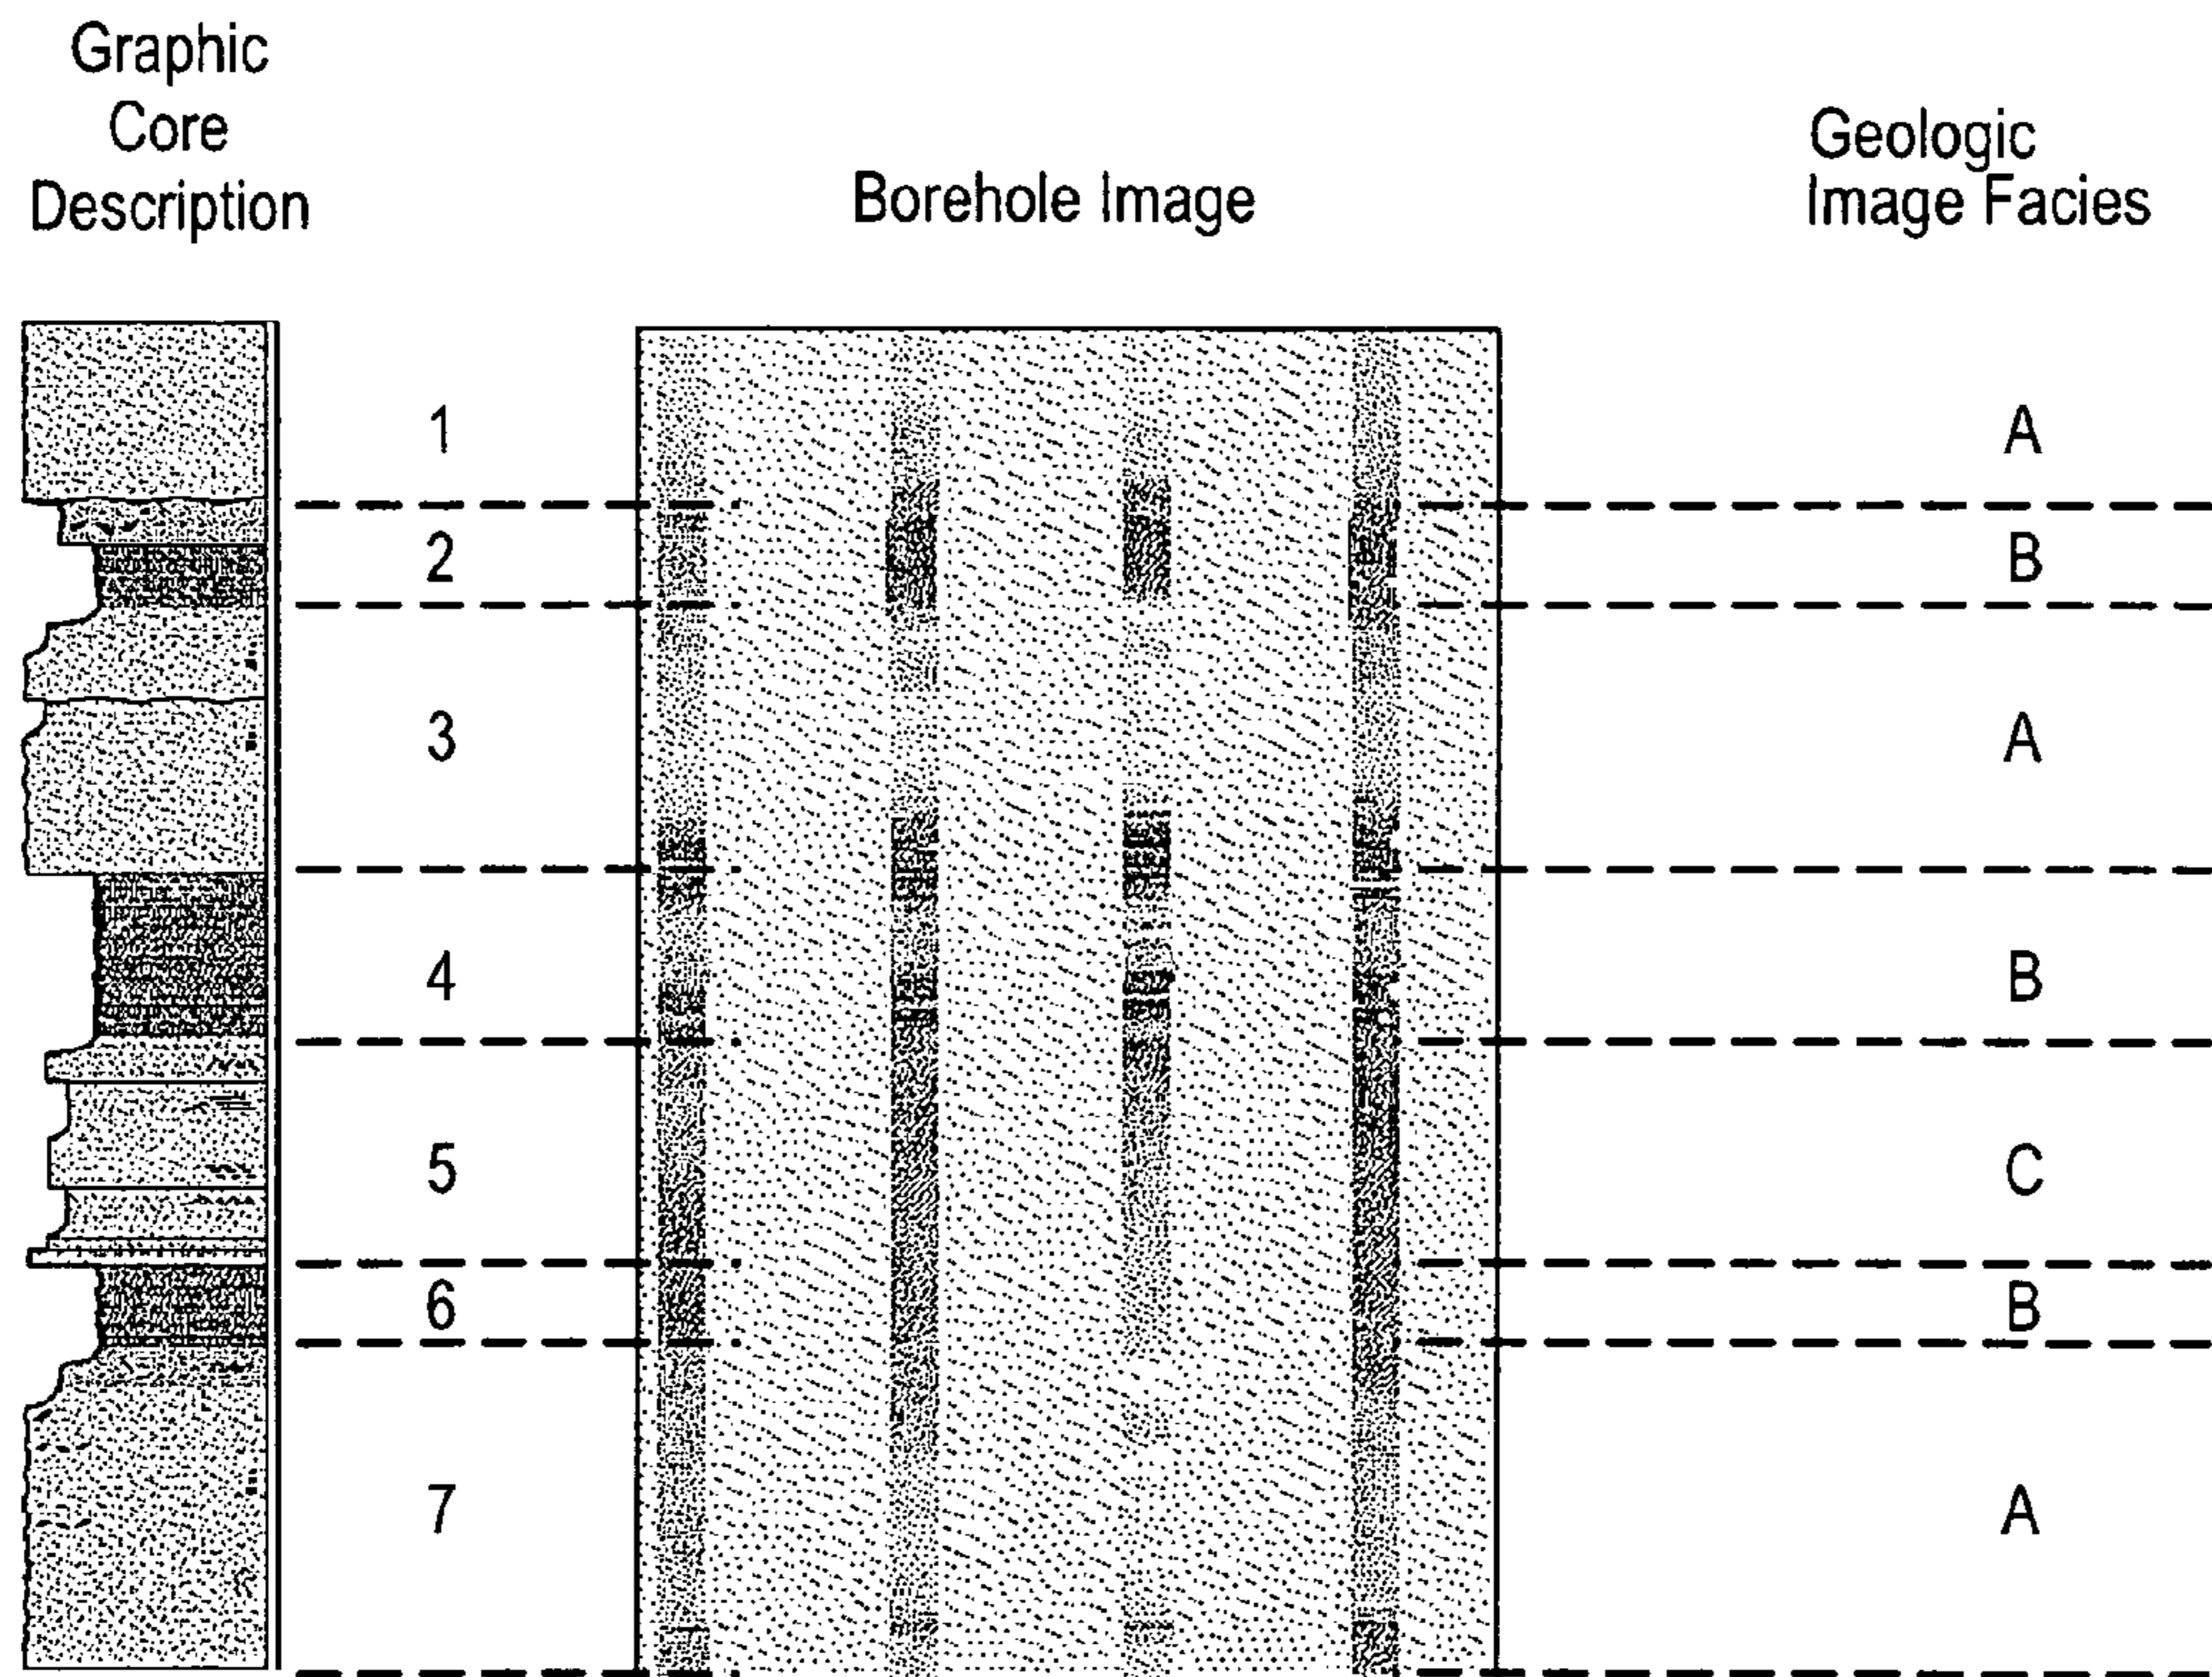 Graphic
Core
Description
Borehole Image
Geologic
Image Facies
1 A
2 B
3 A
4 B
5 C
6 B
7 A